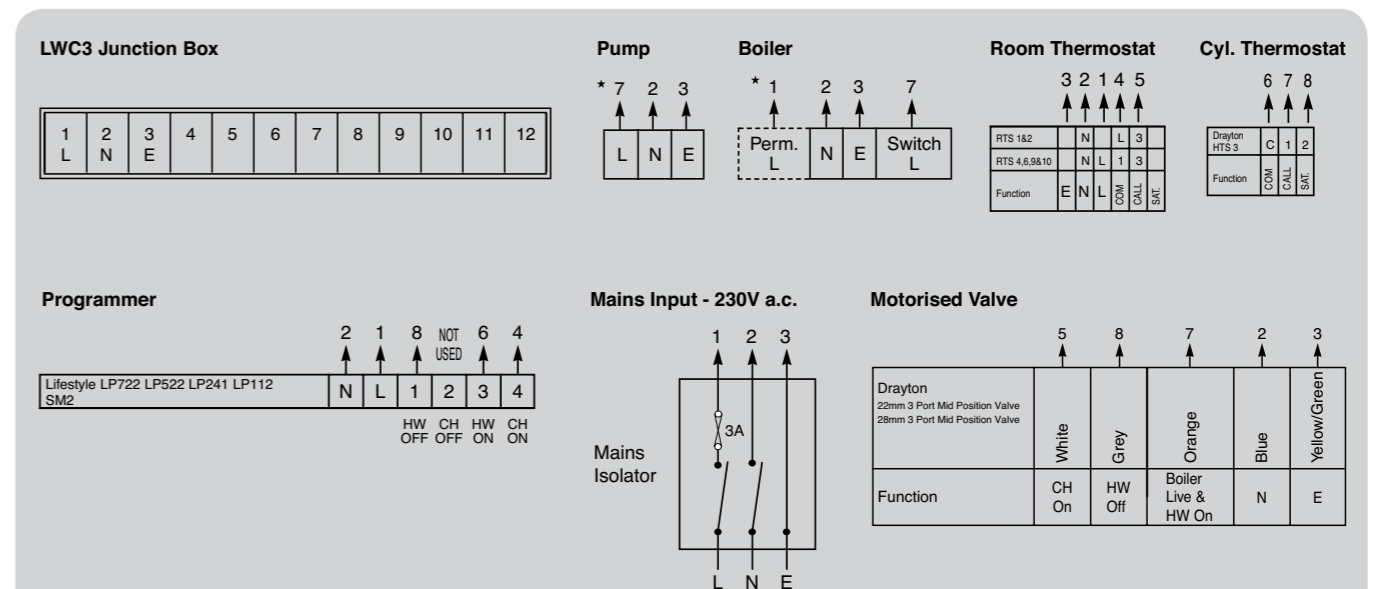 LWC3 Junction Box
1 2 3 4 5 6 7 8 9 10 11 12
L N E
Pump
* 7 2 3
L N E
Boiler
* 1 2 3 7
Perm. L N E Switch L
Room Thermostat
3 2 1 4 5
RTS 1&2 N L 3
RTS 4,6,9&10 N L 1 3
Function E N L COM CALL SAT.
Cyl. Thermostat
6 7 8
Drayton HTS 3 C 1 2
Function COM CALL SAT.
Programmer
2 1 8 NOT USED 6 4
Lifestyle LP722 LP522 LP241 LP112
SM2
N L 1 2 3 4
HW OFF CH OFF HW ON CH ON
Mains Input - 230V a.c.
1 2 3
3A
Mains
Isolator
L N E
Motorised Valve
5 8 7 2 3
Drayton
22mm 3 Port Mid Position Valve
28mm 3 Port Mid Position Valve
White Grey Orange Blue Yellow/Green
Function
CH On
HW Off
Boiler Live & HW On
N
E